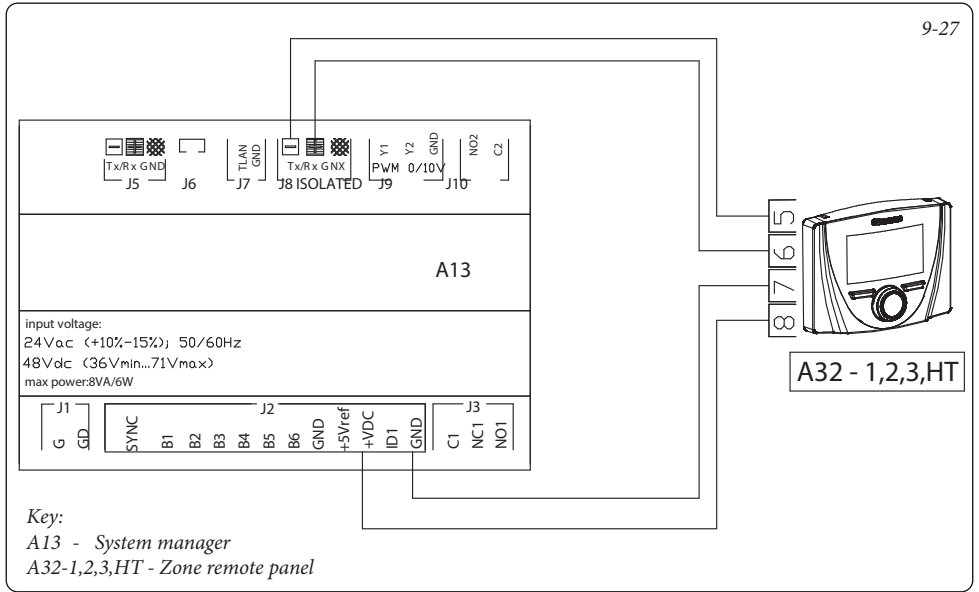 9-27
Tx/Rx GND
J5
J6
TLAN
GND
J7
Tx/Rx GNX
J8 ISOLATED
Y1
Y2
GND
PWM 0/10V
J9
NO2
C2
J10
A13
5
6
7
8
A32 - 1,2,3,HT
input voltage:
24Vac (+10%-15%); 50/60Hz
48Vdc (36Vmin...71Vmax)
max power:8VA/6W
J1
G
GD
J2
SYNC
B1
B2
B3
B4
B5
B6
GND
+5Vref
+VDC
ID1
GND
J3
C1
NC1
NO1
Key:
A13 - System manager
A32-1,2,3,HT - Zone remote panel